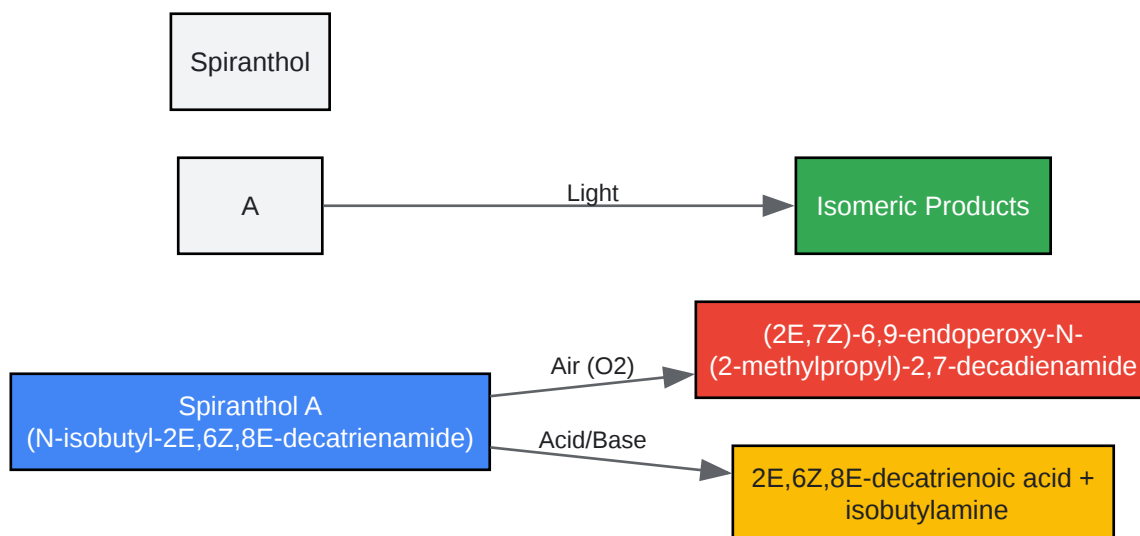 Spiranthol
A
Light
Isomeric Products
Air (O2)
(2E,7Z)-6,9-endoperoxy-N-
(2-methylpropyl)-2,7-decadienamide
Spiranthol A
(N-isobutyl-2E,6Z,8E-decatrienamide)
Acid/Base
2E,6Z,8E-decatrienoic acid +
isobutylamine